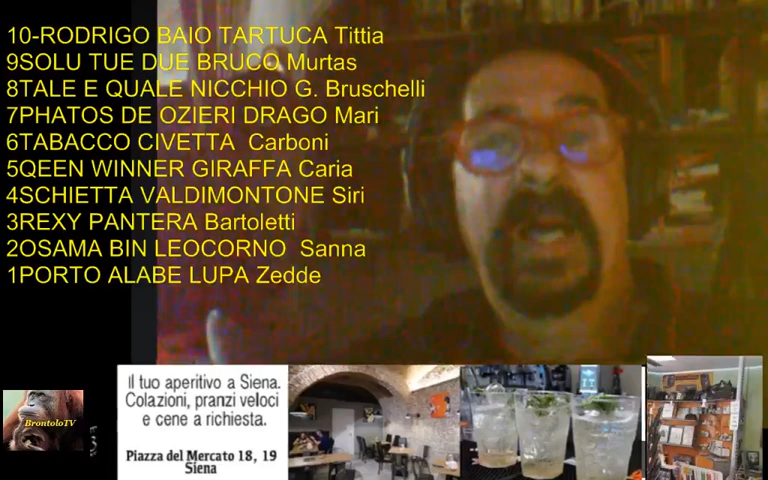 10-RODRIGO BAIO TARTUCA Tittia
9SOLU TUE DUE BRUCO Murtas
8TALE E QUALE NICCHIO G. Bruschelli
7PHATOS DE OZIERI DRAGO Mari
6TABACCO CIVETTA Carboni
5QEEN WINNER GIRAFFA Caria
4SCHIETTA VALDIMONTONE Siri
3REXY PANTERA Bartoletti
2OSAMA BIN LEOCORNO Sanna
1PORTO ALABE LUPA Zedde
Il tuo aperitivo a Siena.
Colazioni, pranzi veloci
e cene a richiesta.
Piazza del Mercato 18, 19
Siena
BrontoloTV